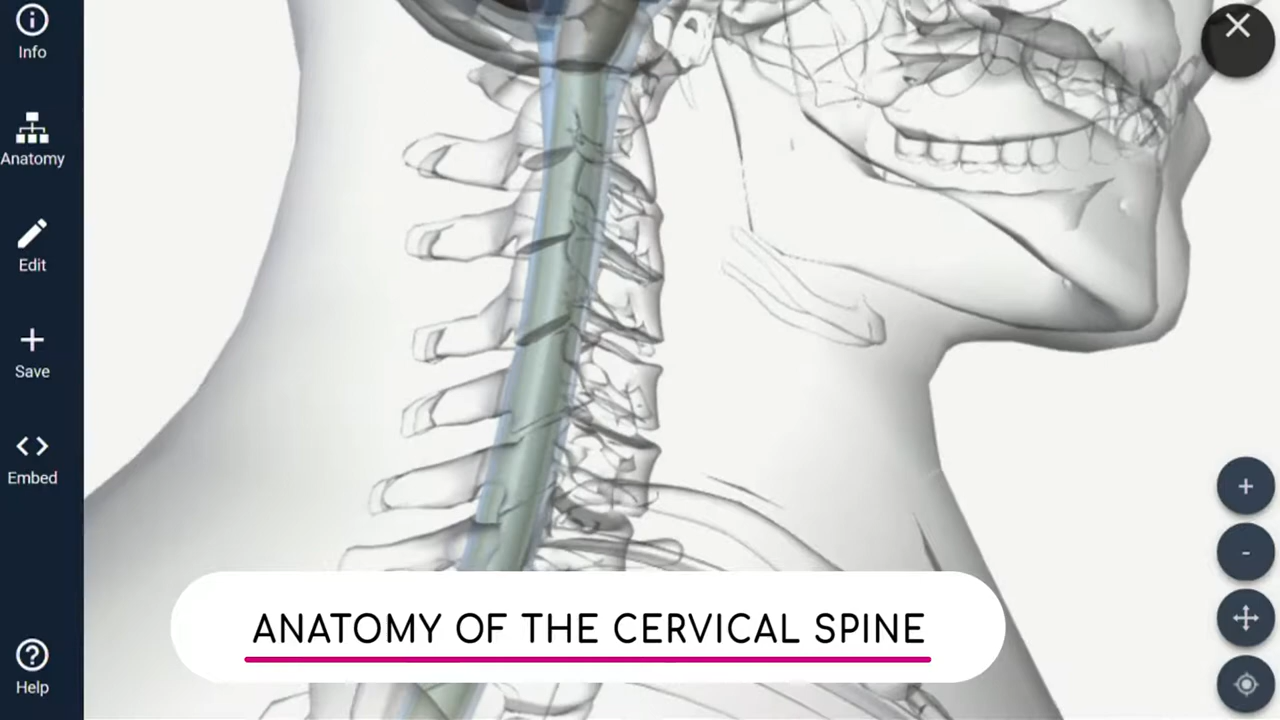 Info
Anatomy
Edit
Save
Embed
Help
ANATOMY OF THE CERVICAL SPINE